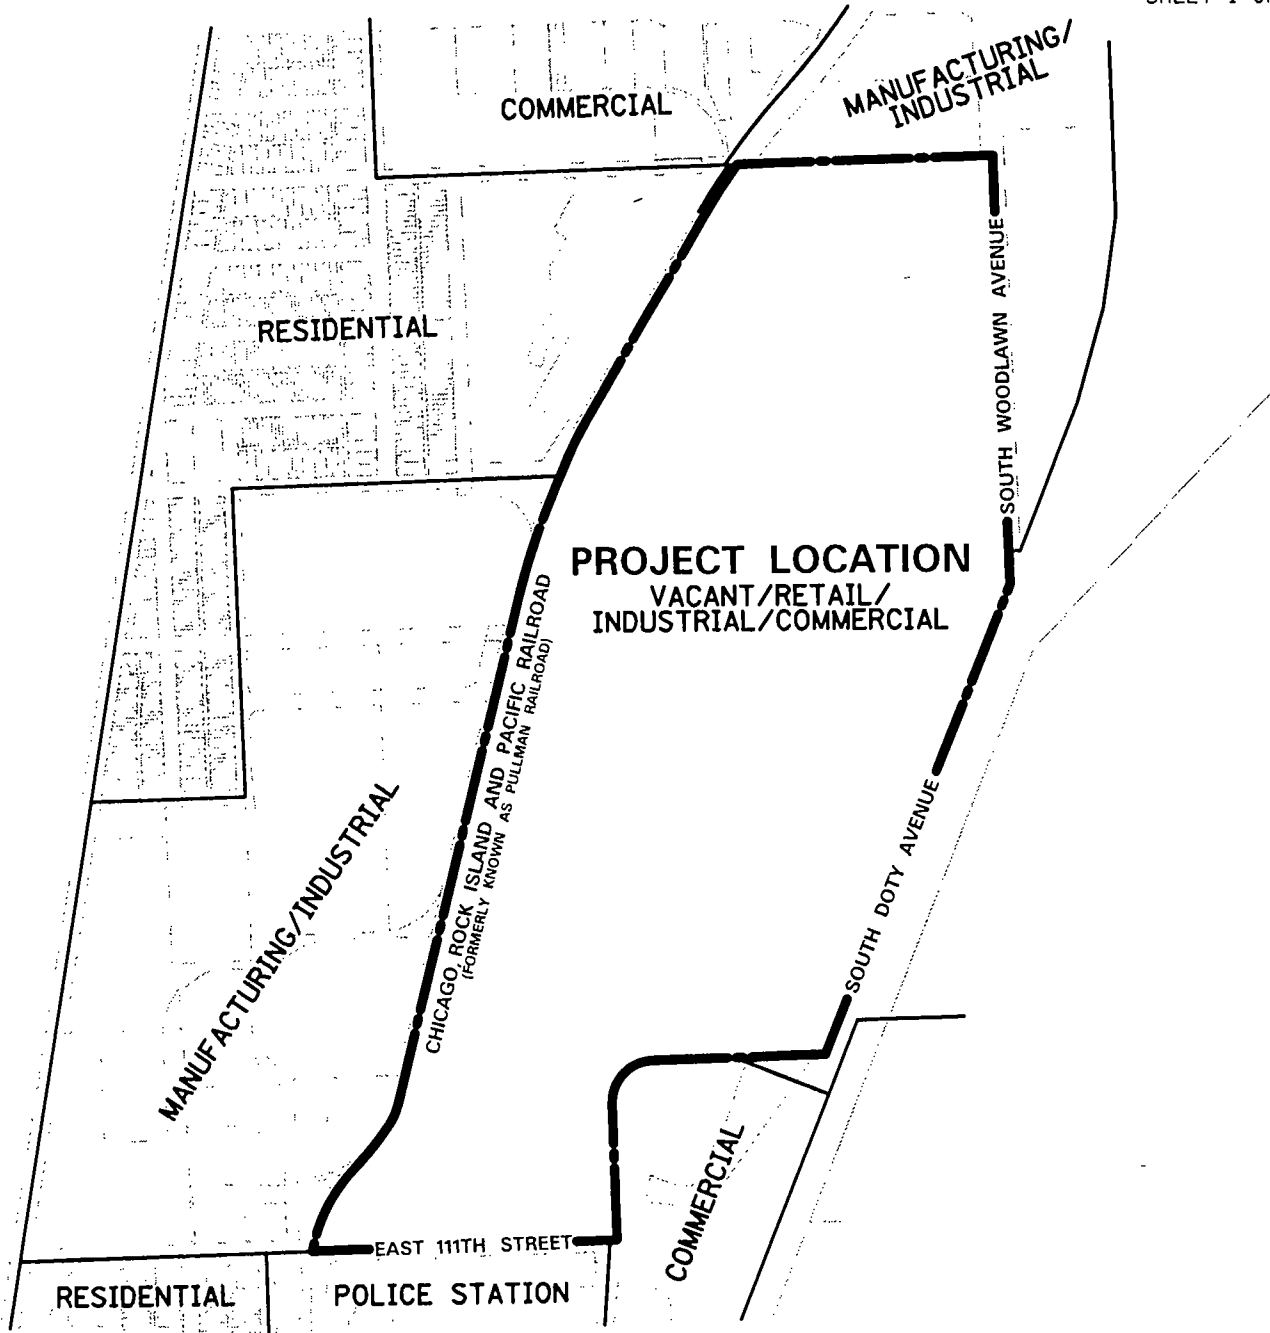 MANUFACTURING/
INDUSTRIAL
COMMERCIAL
SOUTH WOODLAWN AVENUE
RESIDENTIAL
PROJECT LOCATION
VACANT/RETAIL/
INDUSTRIAL/COMMERCIAL
CHICAGO, ROCK ISLAND AND PACIFIC RAILROAD
(FORMERLY KNOWN AS PULLMAN RAILROAD)
MANUFACTURING/INDUSTRIAL
SOUTH DOTY AVENUE
COMMERCIAL
EAST 111TH STREET
RESIDENTIAL
POLICE STATION